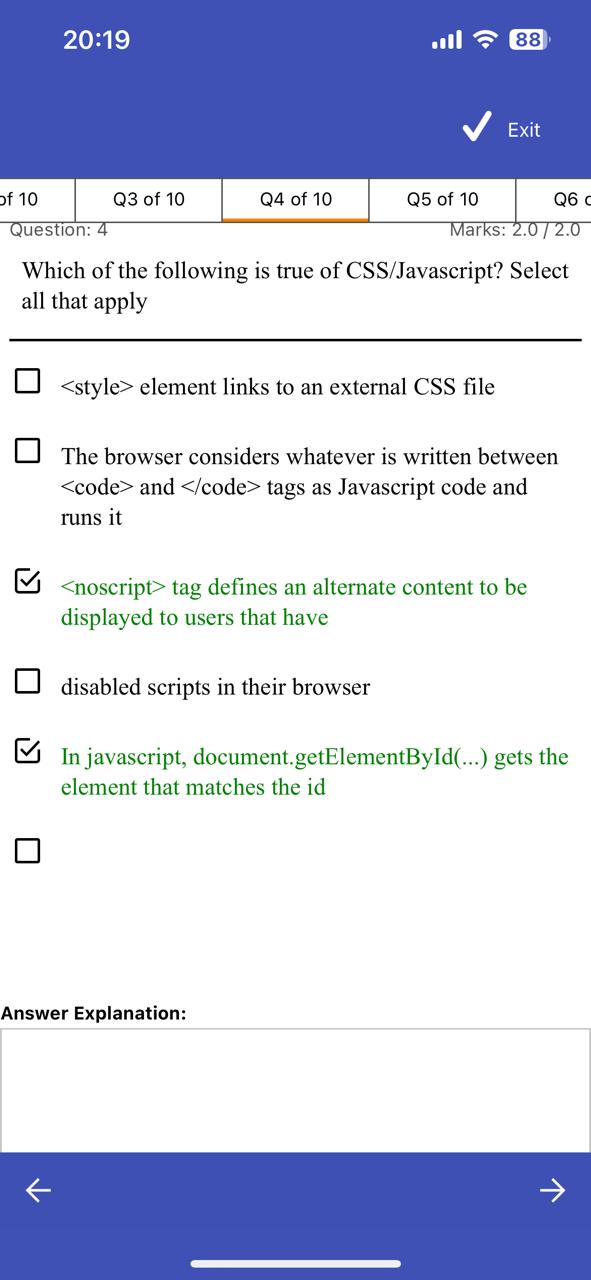 20:19
88
Exit
of 10
Q3 of 10
Q4 of 10
Q5 of 10
Q6 o
Question: 4
Marks: 2.0 / 2.0
Which of the following is true of CSS/Javascript? Select
all that apply
<style> element links to an external CSS file
The browser considers whatever is written between
<code> and </code> tags as Javascript code and
runs it
<noscript> tag defines an alternate content to be
displayed to users that have
disabled scripts in their browser
In javascript, document.getElementById(...) gets the
element that matches the id
Answer Explanation: